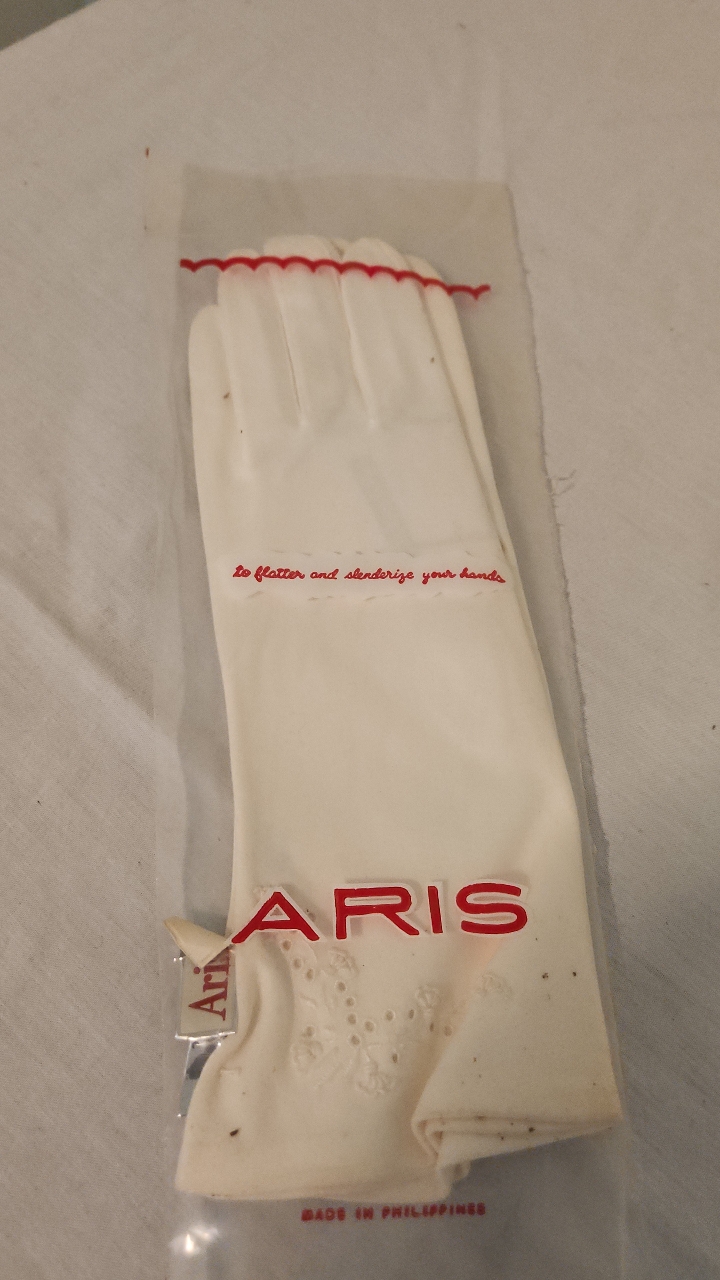 to flatter and slenderize your hands
ARIS
Aris
MADE IN PHILIPPINES